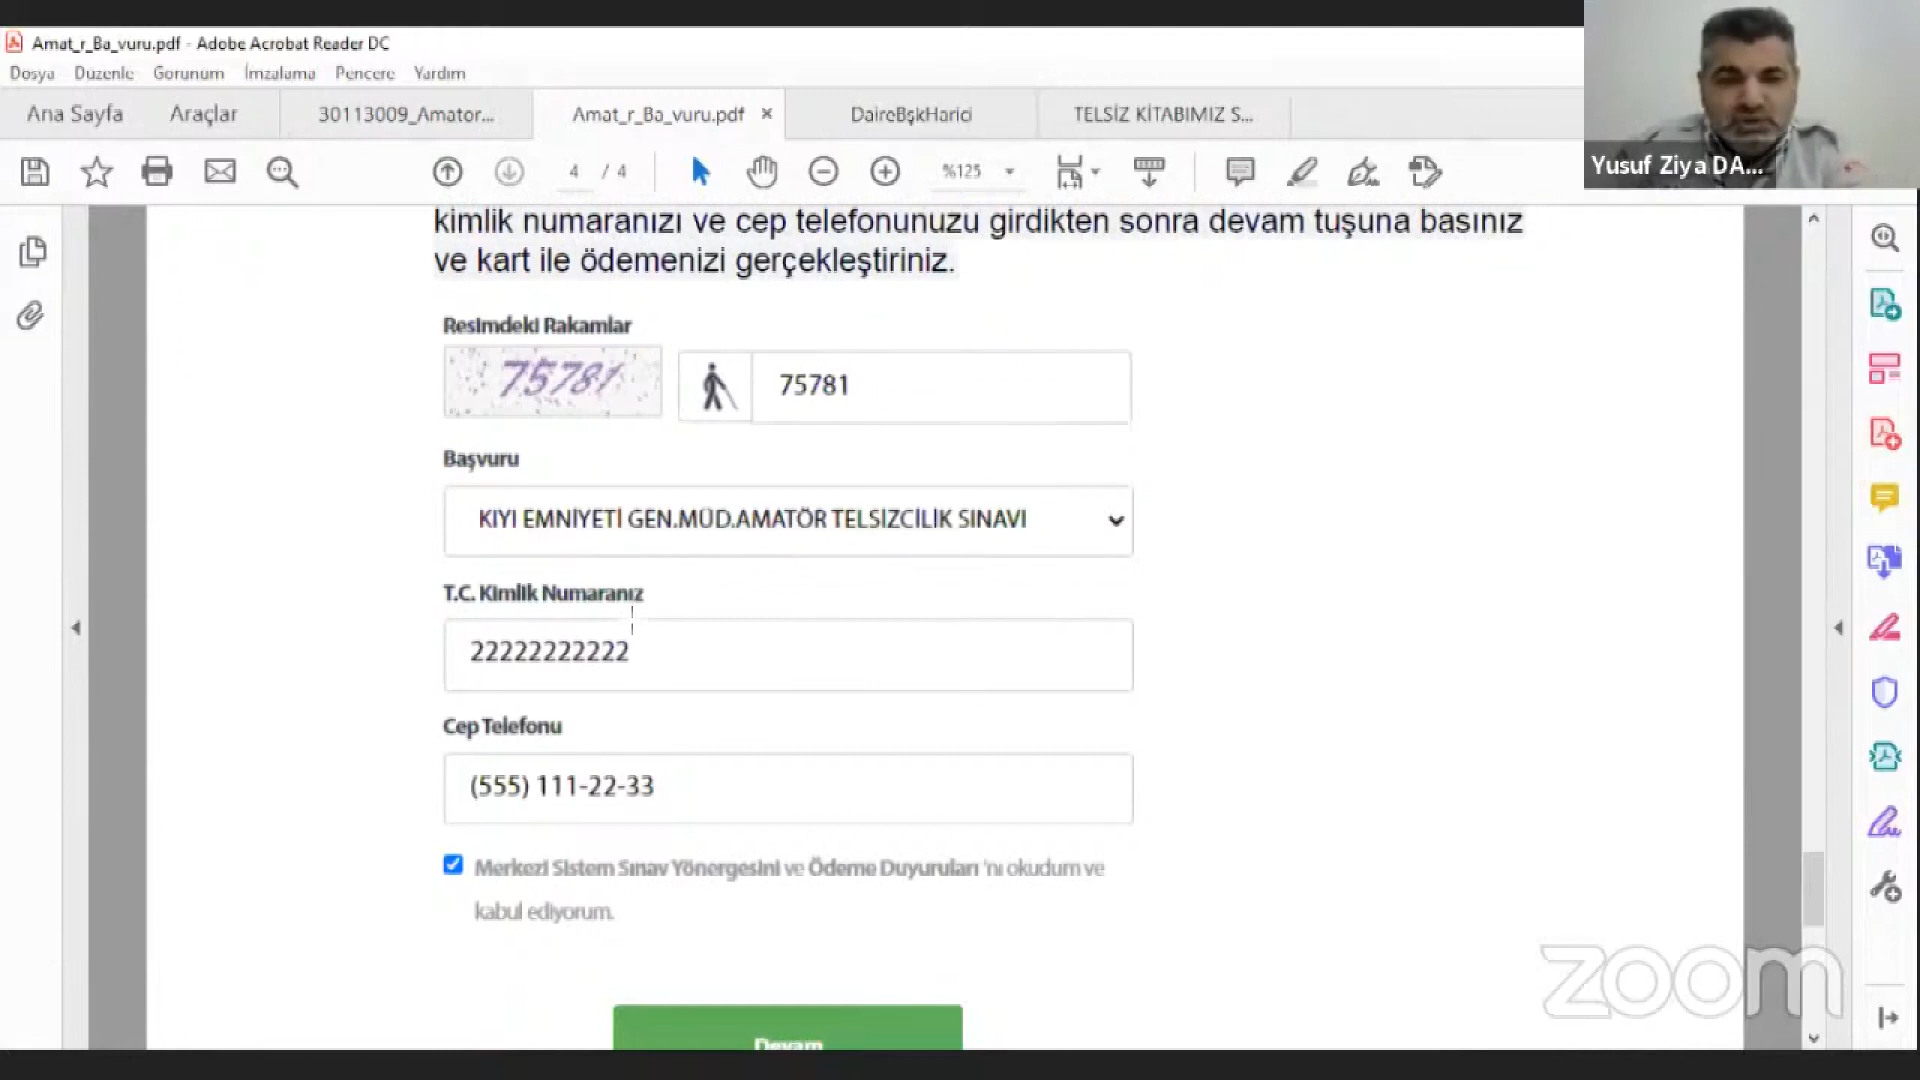 Amat_r_Ba_vuru.pdf - Adobe Acrobat Reader DC
Dosya Düzenle Görünüm İmzalama Pencere Yardım
Ana Sayfa Araçlar 30113009_Amator... Amat_r_Ba_vuru.pdf × DaireBşkHarici TELSİZ KİTABIMIZ S...
4 / 4 %125
Yusuf Ziya DA...
kimlik numaranızı ve cep telefonunuzu girdikten sonra devam tuşuna basınız
ve kart ile ödemenizi gerçekleştiriniz.
Resimdeki Rakamlar
75781 75781
Başvuru
KIYI EMNİYETİ GEN.MÜD.AMATÖR TELSİZCİLİK SINAVI
T.C. Kimlik Numaranız
22222222222
Cep Telefonu
(555) 111-22-33
Merkezi Sistem Sınav Yönergesini ve Ödeme Duyuruları 'nı okudum ve
kabul ediyorum.
Devam
zoom